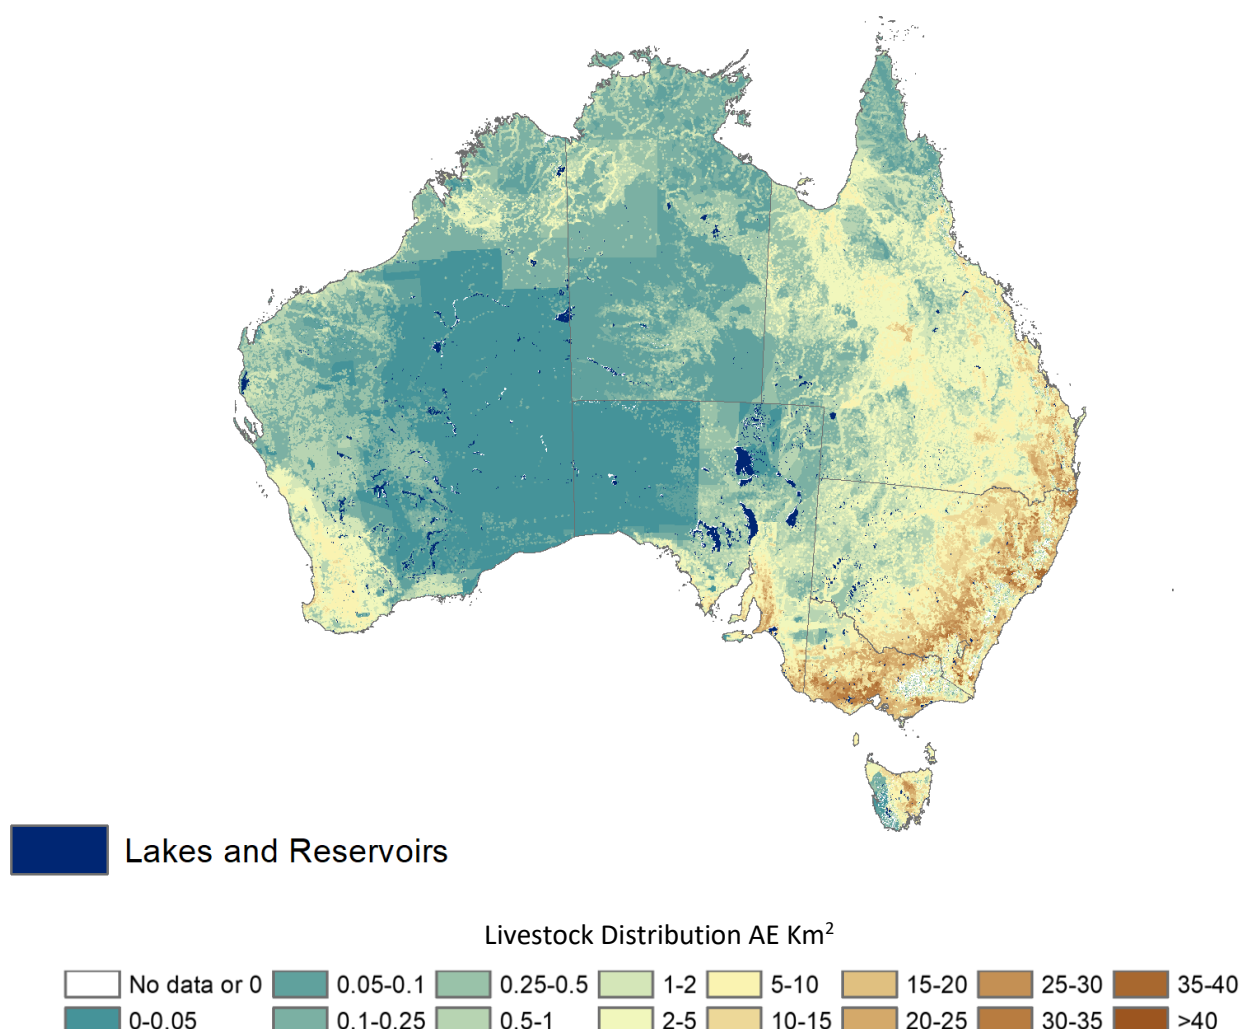 Lakes and Reservoirs
Livestock Distribution AE Km²
No data or 0 0.05-0.1 0.25-0.5 1-2 5-10 15-20 25-30 35-40
0-0.05 0.1-0.25 0.5-1 2-5 10-15 20-25 30-35 >40